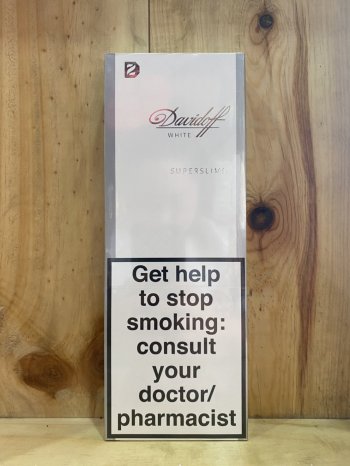 Davidoff
WHITE
SUPERSLIMS
Get help
to stop
smoking:
consult
your
doctor/
pharmacist